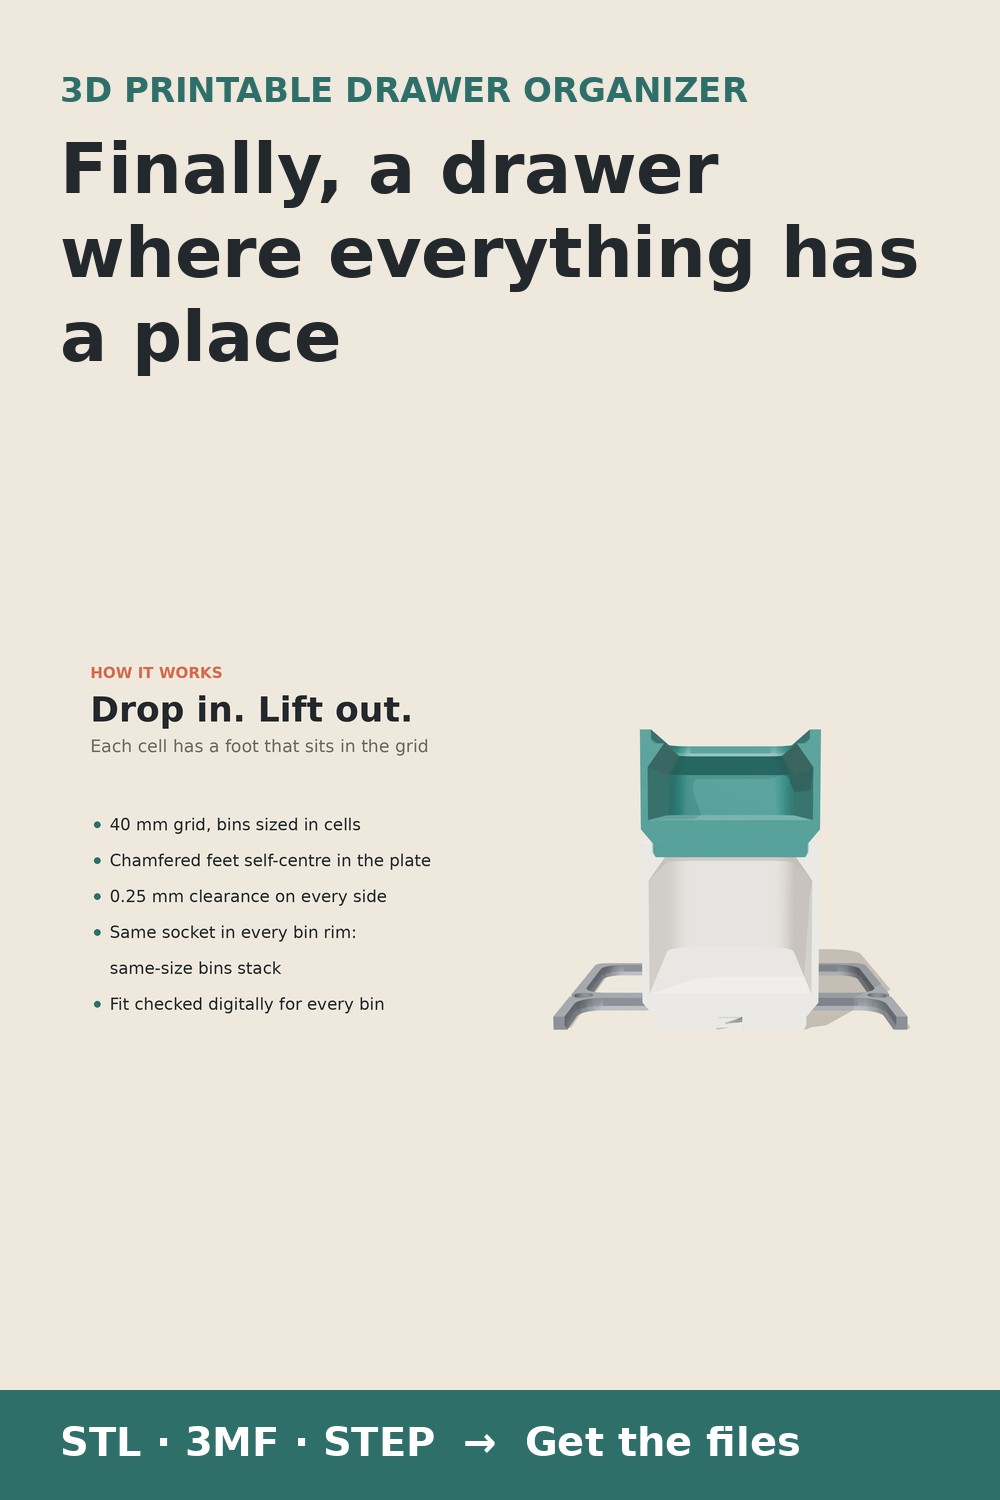 3D PRINTABLE DRAWER ORGANIZER
Finally, a drawer
where everything has
a place
HOW IT WORKS
Drop in. Lift out.
Each cell has a foot that sits in the grid
• 40 mm grid, bins sized in cells
• Chamfered feet self-centre in the plate
• 0.25 mm clearance on every side
• Same socket in every bin rim:
same-size bins stack
• Fit checked digitally for every bin
STL · 3MF · STEP → Get the files